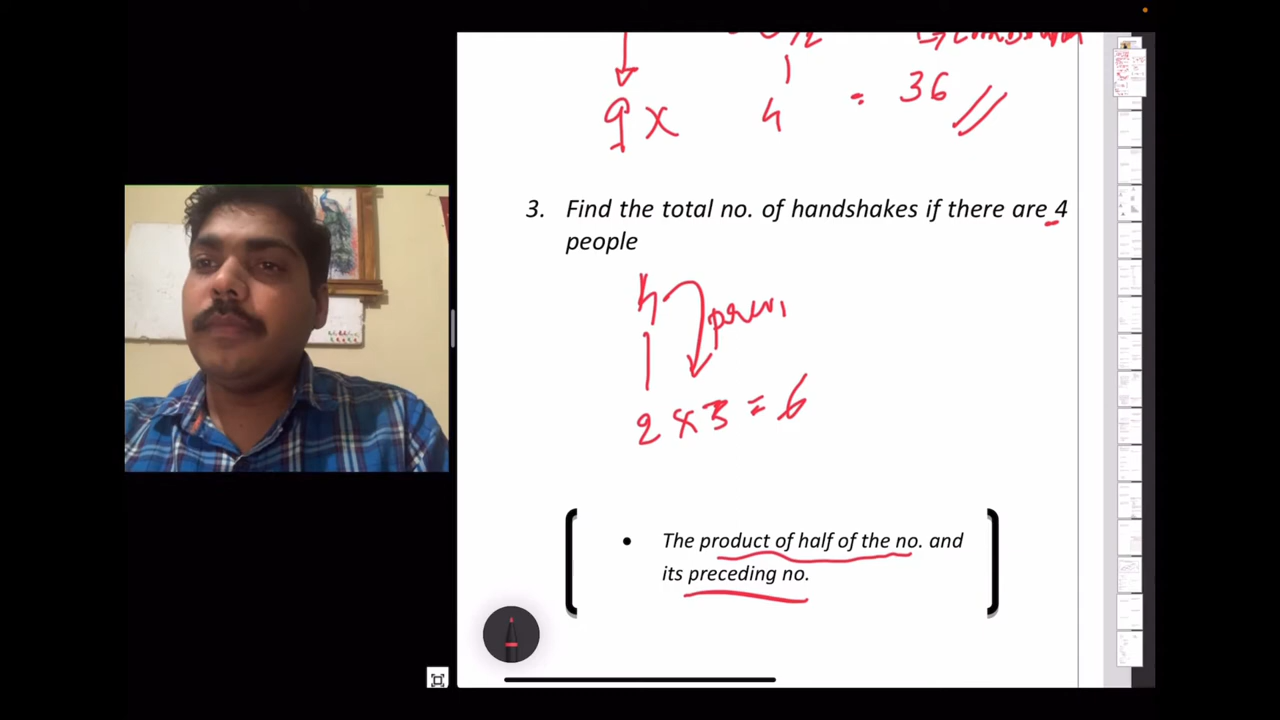 9 x 4 = 36
3. Find the total no. of handshakes if there are 4
people
4
prev.
2 x 3 = 6
• The product of half of the no. and
its preceding no.